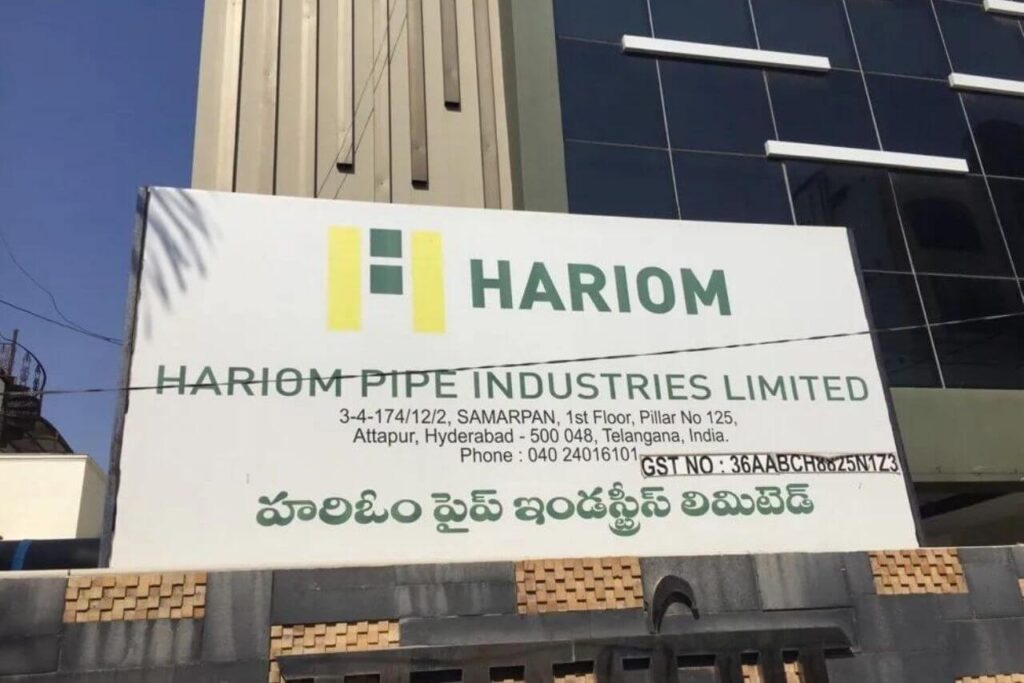 HARIOM
HARIOM PIPE INDUSTRIES LIMITED
3-4-174/12/2, SAMARPAN, 1st Floor, Pillar No 125,
Attapur, Hyderabad - 500 048, Telangana, India.
Phone : 040 24016101
GST NO : 36AABCH8825N1Z3
హరిఓం పైప్ ఇండస్ట్రీస్ లిమిటెడ్